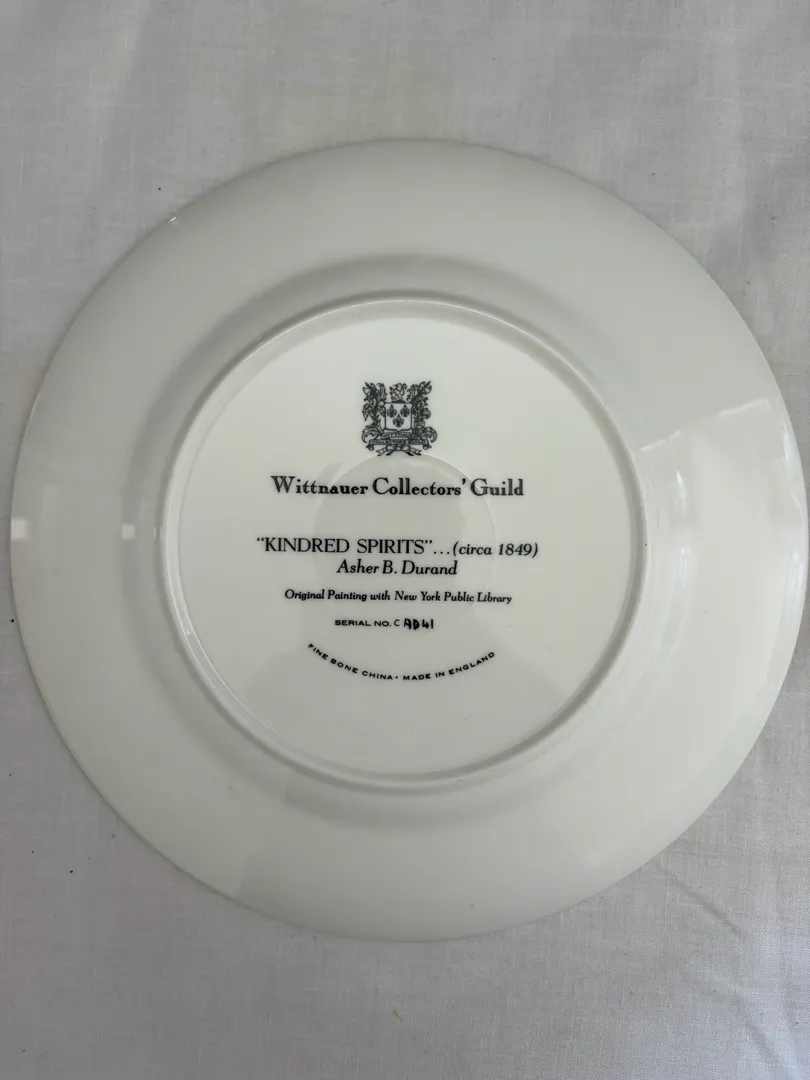 Wittnauer Collectors' Guild
"KINDRED SPIRITS"...(circa 1849)
Asher B. Durand
Original Painting with New York Public Library
SERIAL NO. C AD41
FINE BONE CHINA • MADE IN ENGLAND